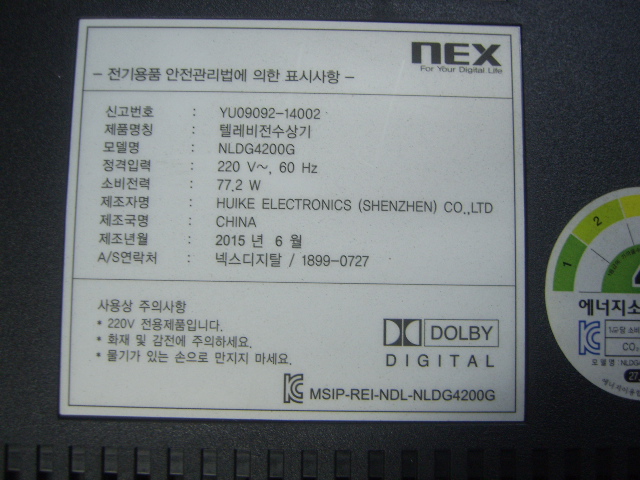 nex
For Your Digital Life
- 전기용품 안전관리법에 의한 표시사항 -
신고번호 : YU09092-14002
제품명칭 : 텔레비전수상기
모델명 : NLDG4200G
정격입력 : 220 V~, 60 Hz
소비전력 : 77.2 W
제조자명 : HUIKE ELECTRONICS (SHENZHEN) CO.,LTD
제조국명 : CHINA
제조년월 : 2015 년 6 월
A/S연락처 : 넥스디지탈 / 1899-0727
사용상 주의사항
* 220V 전용제품입니다.
* 화재 및 감전에 주의하세요.
* 물기가 있는 손으로 만지지 마세요.
DOLBY
DIGITAL
MSIP-REI-NDL-NLDG4200G
1
2
에너지소
CO₂
모델명 : NLDG